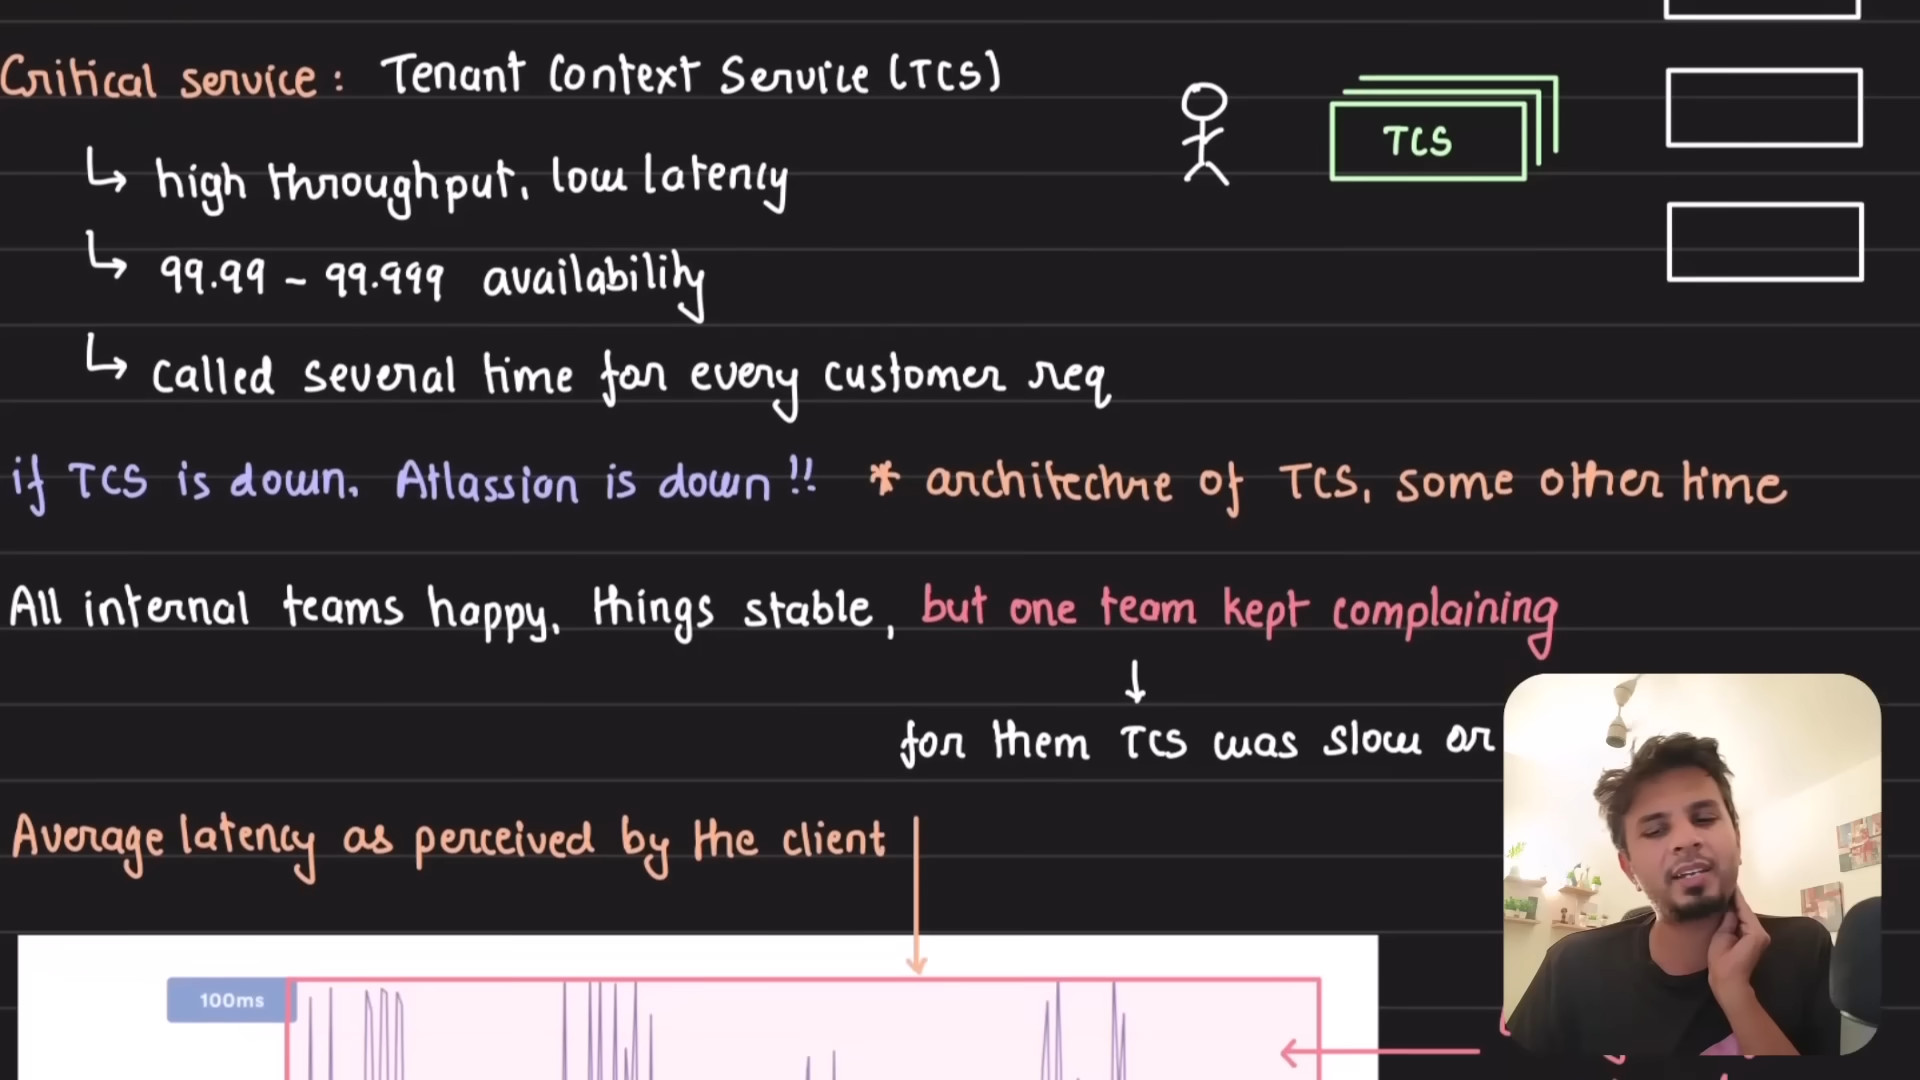 Critical service: Tenant Context Service (TCS)
TCS
↳ high throughput, low latency
↳ 99.99 - 99.999 availability
↳ called several time for every customer req
if TCS is down, Atlassian is down!! * architecture of TCS, some other time
All internal teams happy, things stable, but one team kept complaining
for them TCS was slow or
Average latency as perceived by the client
100ms